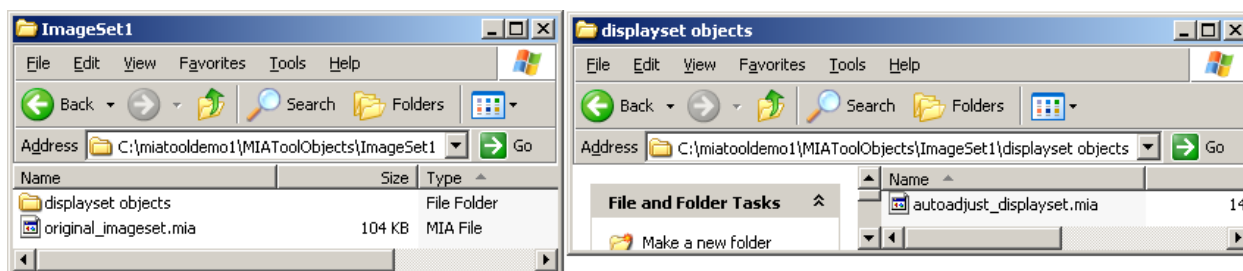 ImageSet1
File Edit View Favorites Tools Help
Back Search Folders
Address C:\miatooldemo1\MIAToolObjects\ImageSet1 Go
Name Size Type
displayset objects File Folder
original_imageset.mia 104 KB MIA File
displayset objects
File Edit View Favorites Tools Help
Back Search Folders
Address C:\miatooldemo1\MIAToolObjects\ImageSet1\displayset objects Go
Name
File and Folder Tasks
autoadjust_displayset.mia 14
Make a new folder